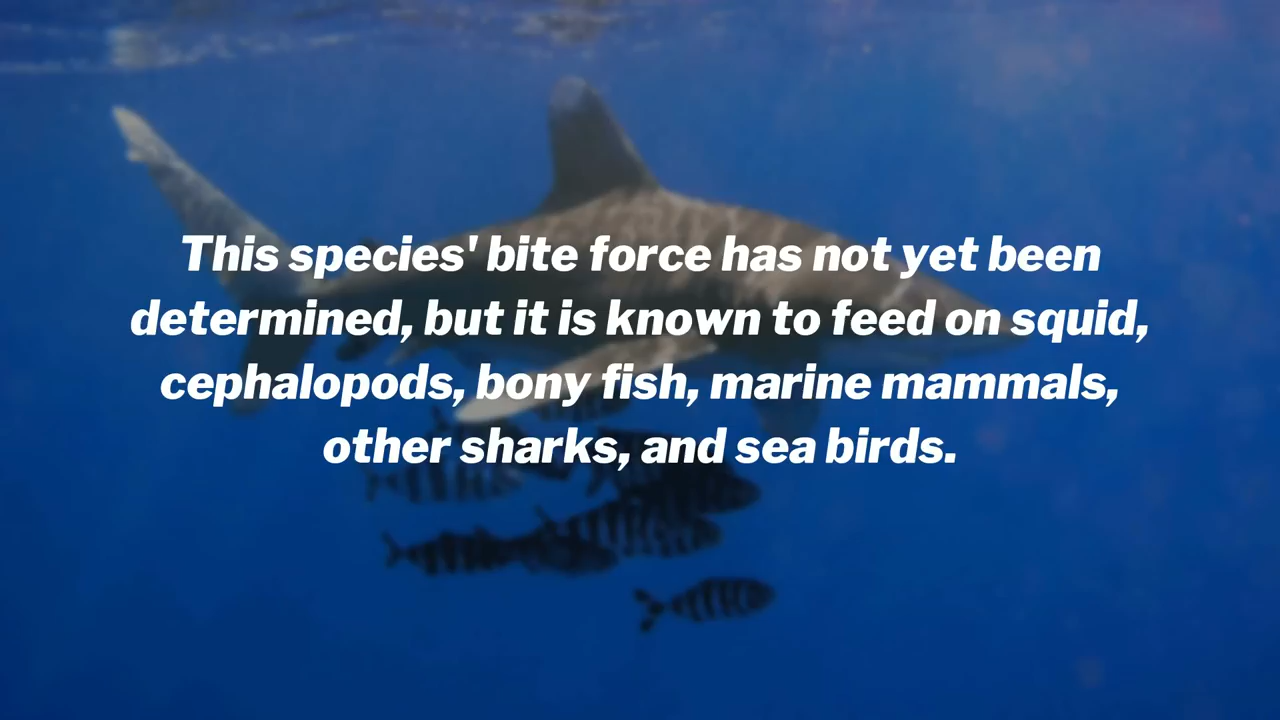 This species' bite force has not yet been
determined, but it is known to feed on squid,
cephalopods, bony fish, marine mammals,
other sharks, and sea birds.